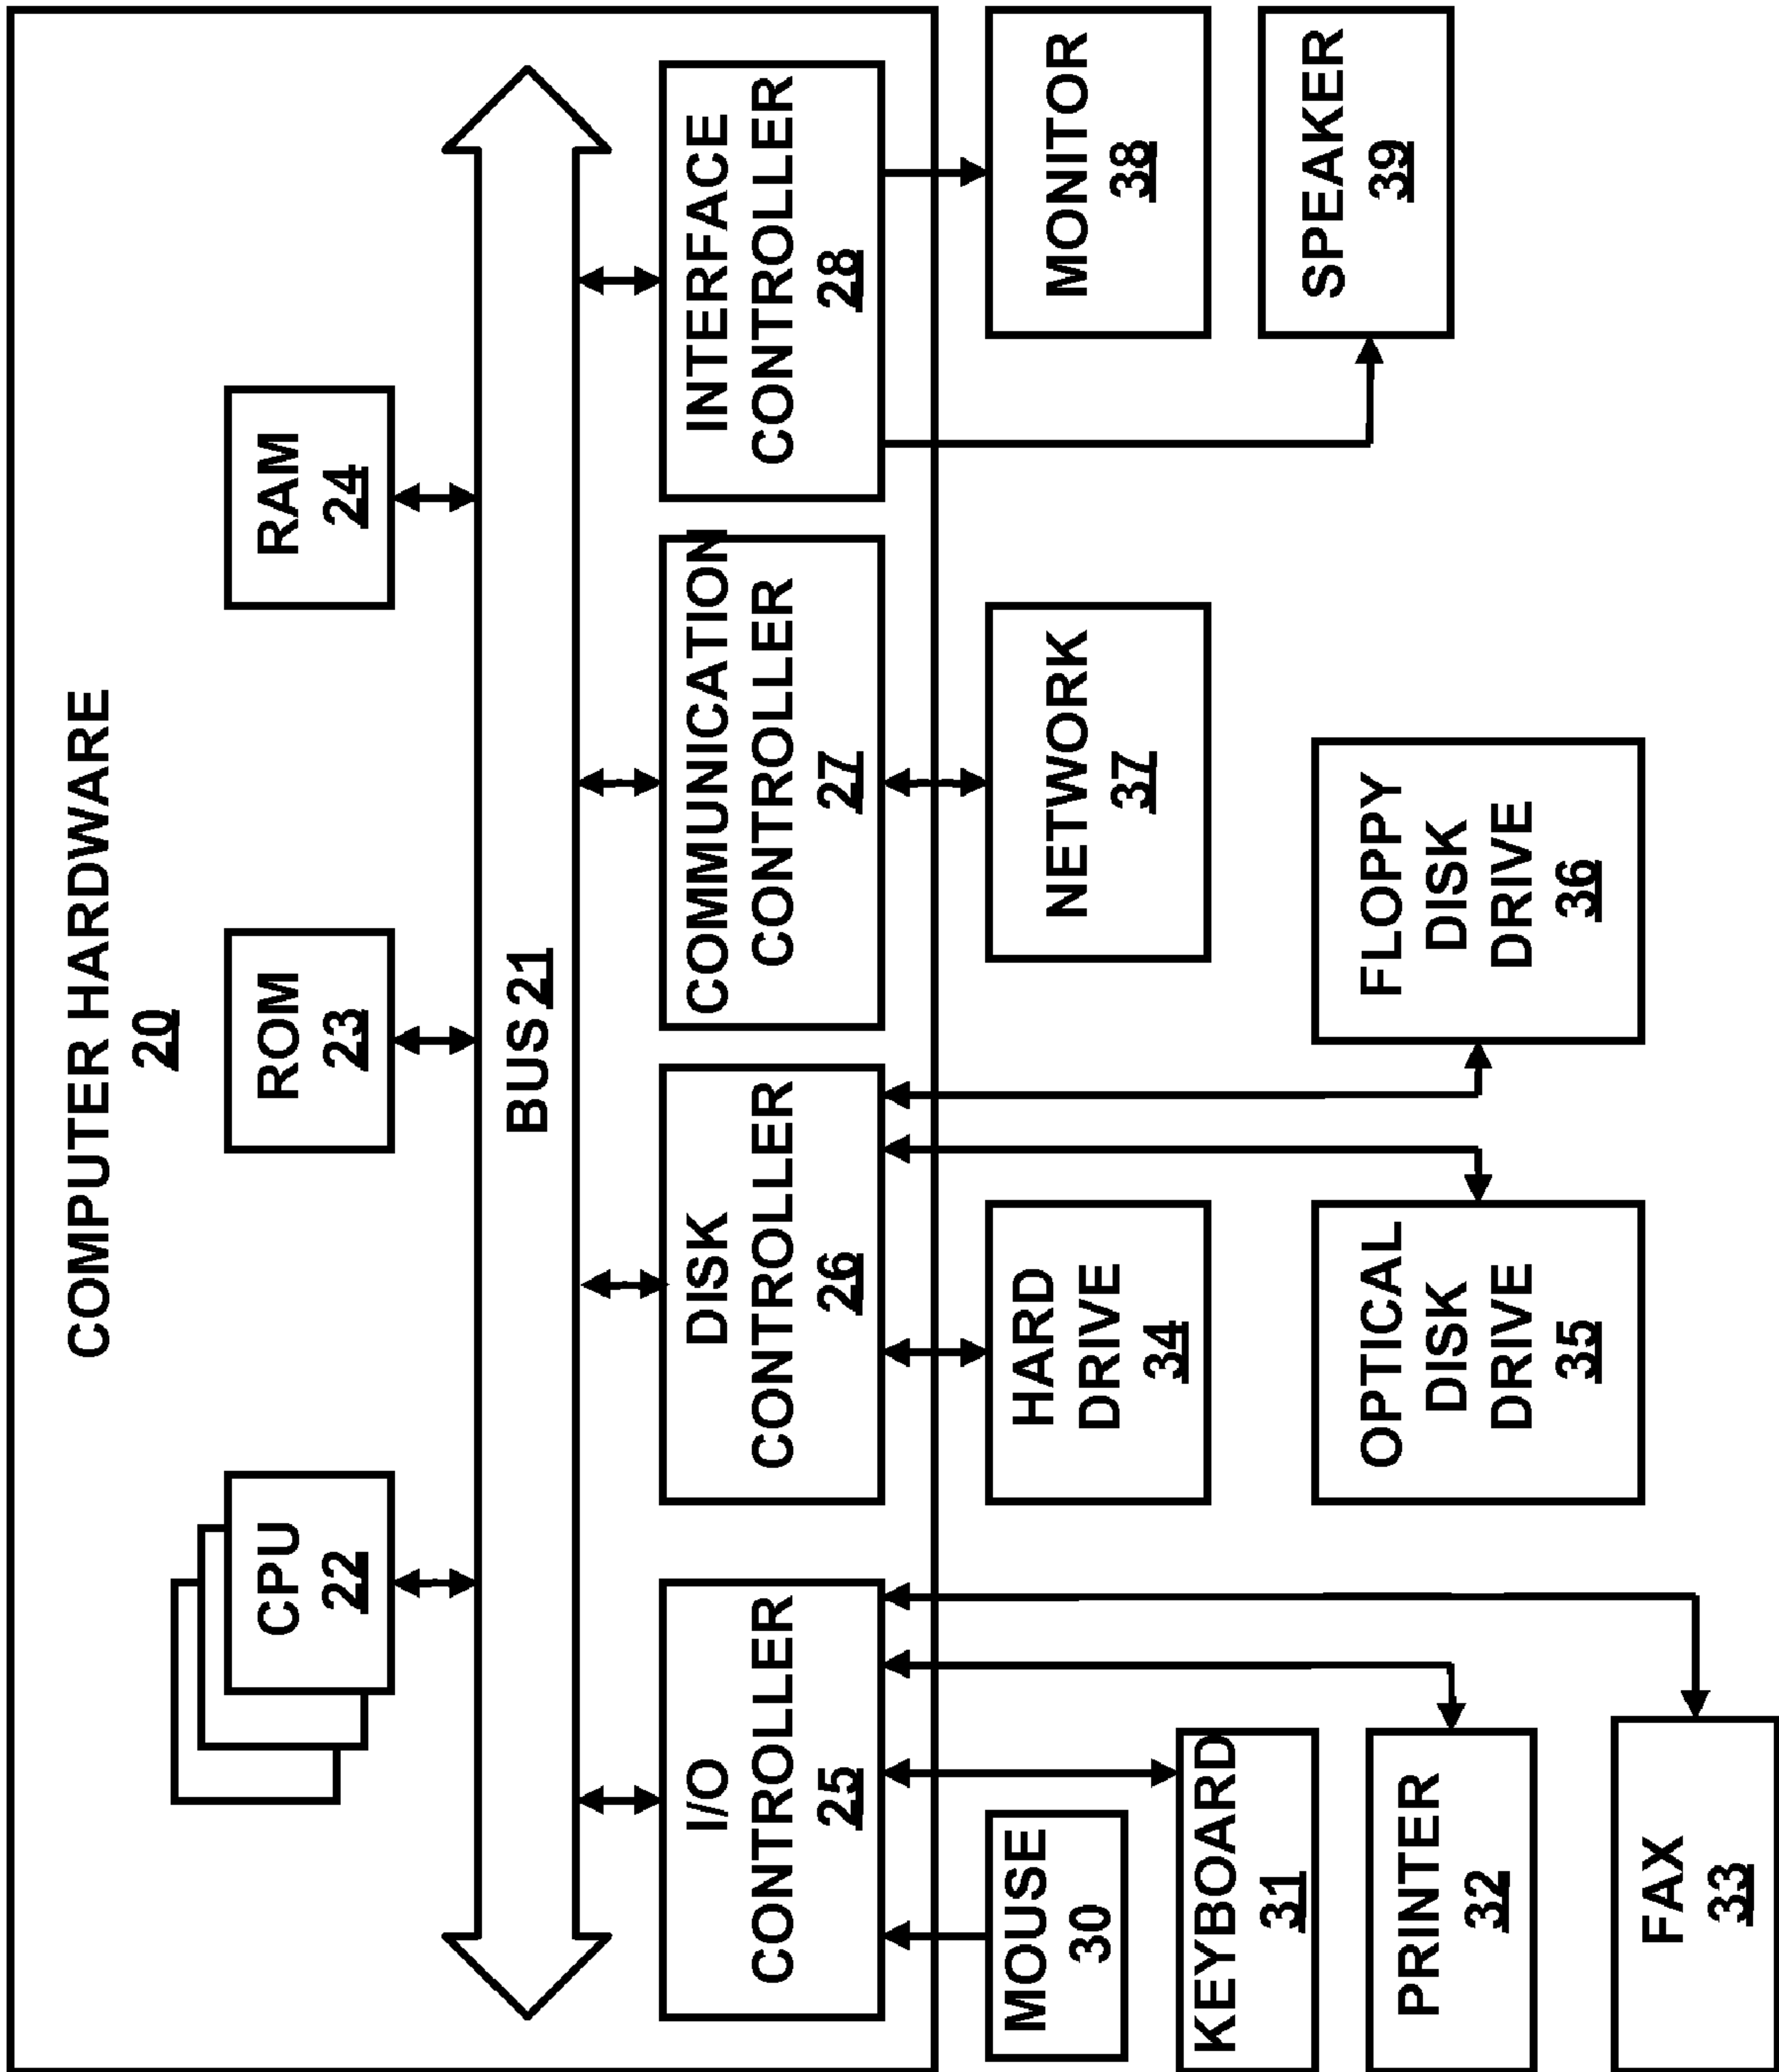 COMPUTER HARDWARE
20
CPU
22
ROM
23
RAM
24
BUS 21
I/O
CONTROLLER
25
DISK
CONTROLLER
26
COMMUNICATION
CONTROLLER
27
INTERFACE
CONTROLLER
28
MOUSE
30
KEYBOARD
31
PRINTER
32
FAX
33
HARD
DRIVE
34
OPTICAL
DISK
DRIVE
35
FLOPPY
DISK
DRIVE
36
NETWORK
37
MONITOR
38
SPEAKER
39